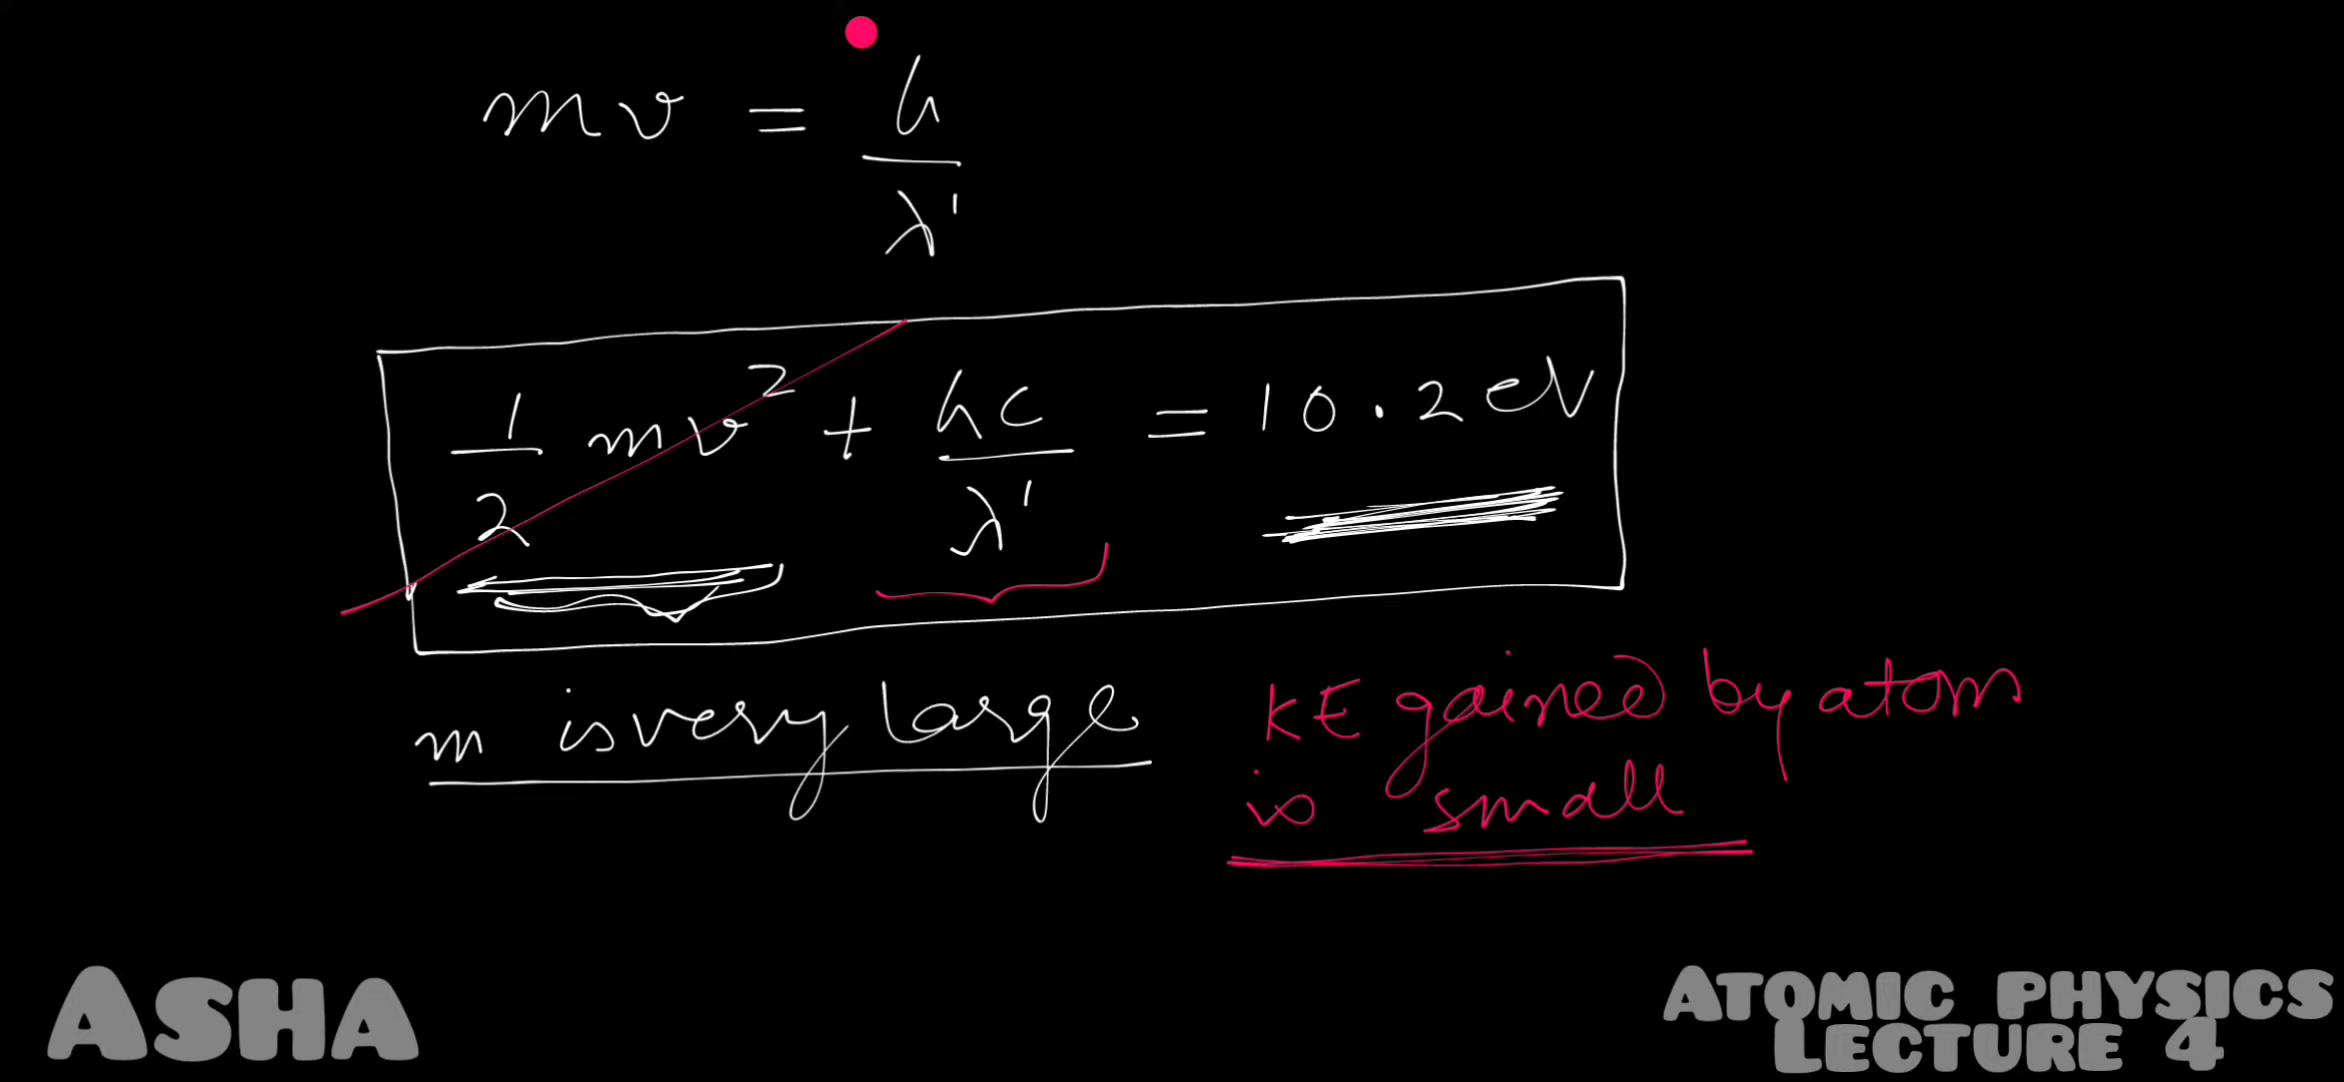 mv = h/λ'
1/2 mv² + hc/λ' = 10.2 eV
m is very large
KE gained by atom
is small
ASHA
ATOMIC PHYSICS
LECTURE 4